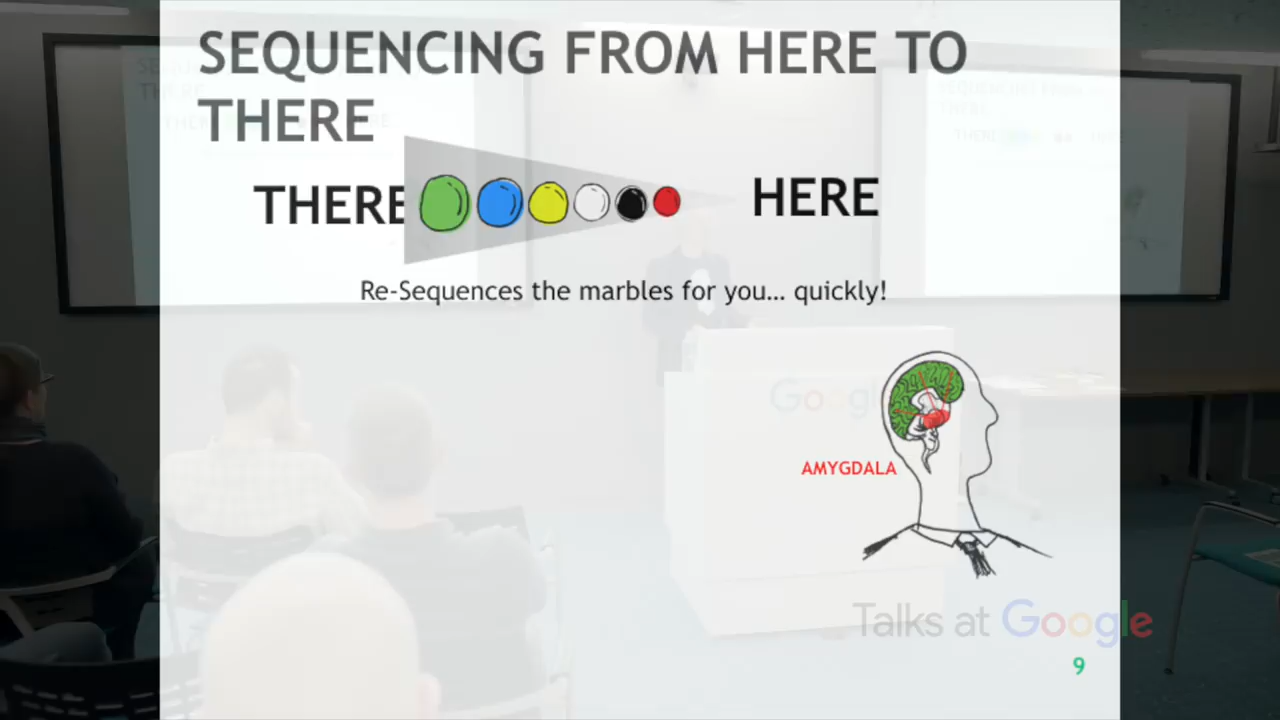 SEQUENCING FROM HERE TO
THERE
THERE
HERE
Re-Sequences the marbles for you... quickly!
Google
AMYGDALA
Talks at Google
9